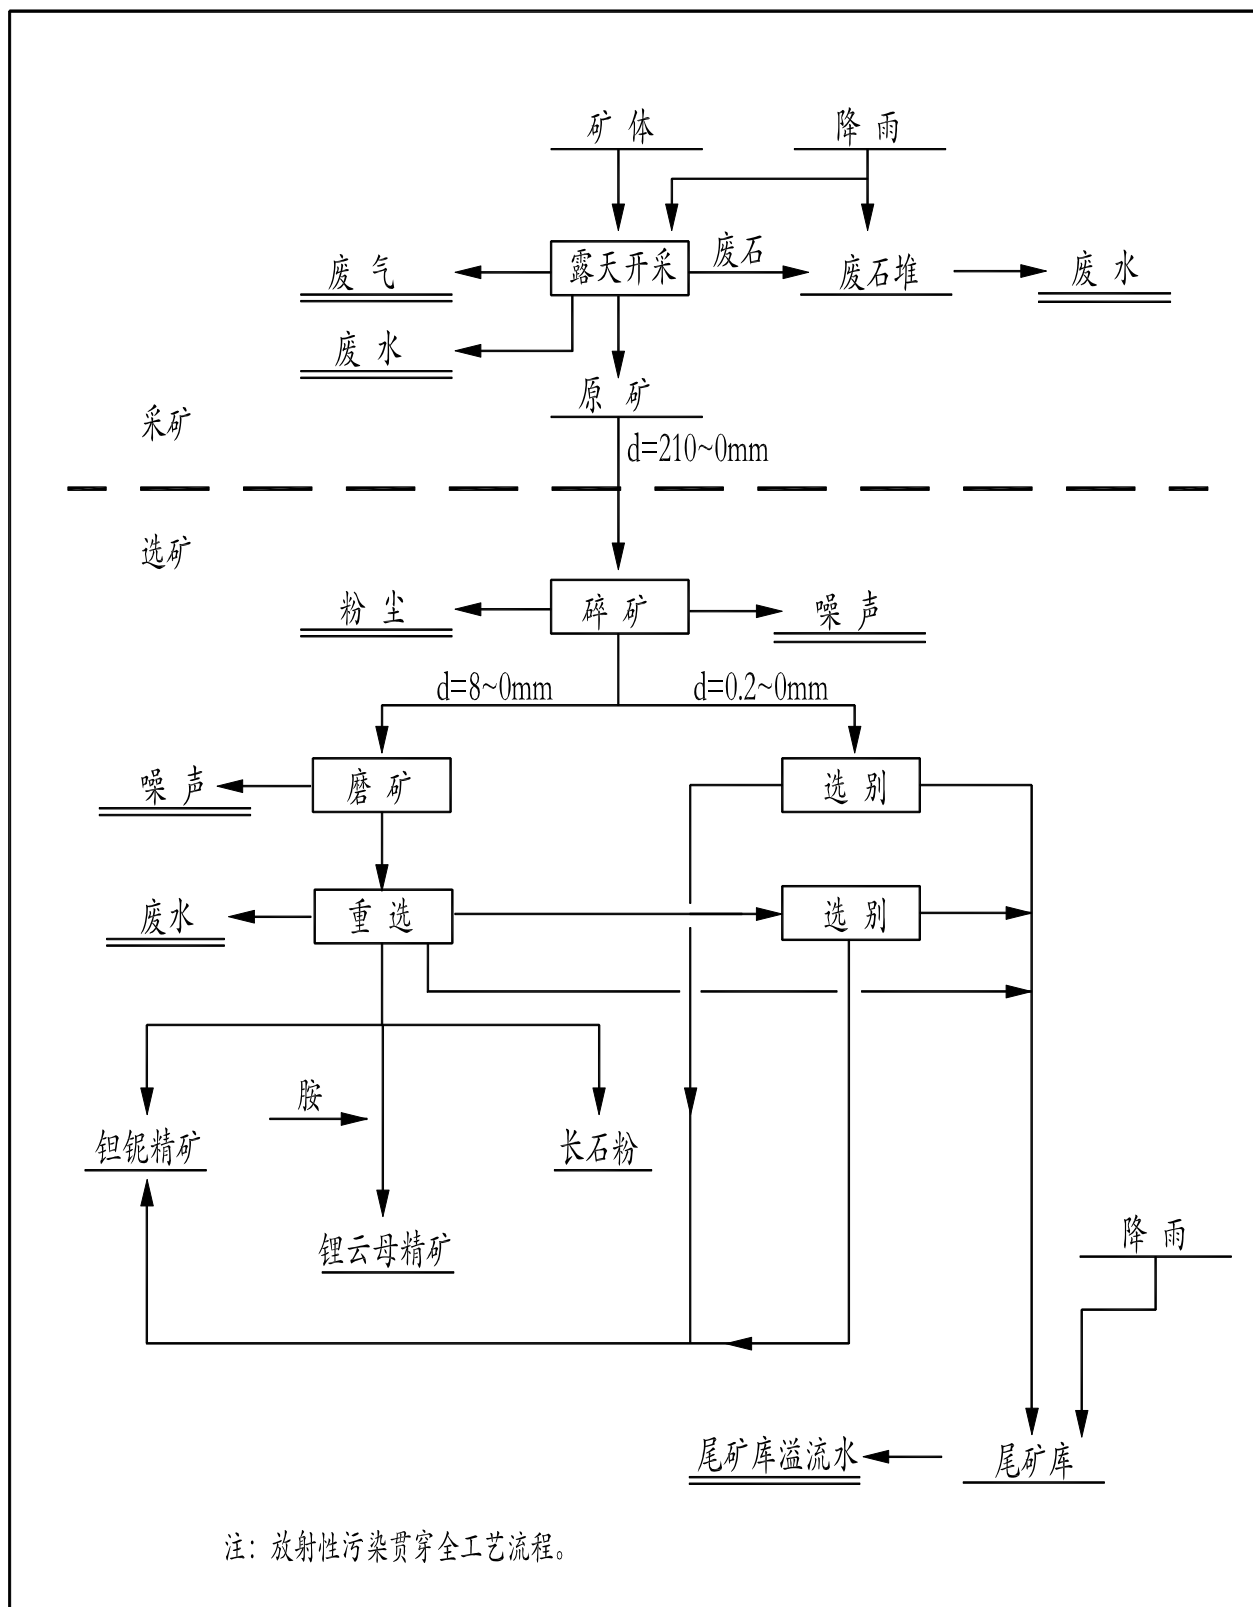 矿体
降雨
露天开采
废石
废石堆
废水
废气
废水
原矿
采矿
d=210~0mm
选矿
粉尘
碎矿
噪声
d=8~0mm
d=0.2~0mm
噪声
磨矿
选别
废水
重选
选别
胺
钽铌精矿
长石粉
锂云母精矿
降雨
尾矿库溢流水
尾矿库
注：放射性污染贯穿全工艺流程。